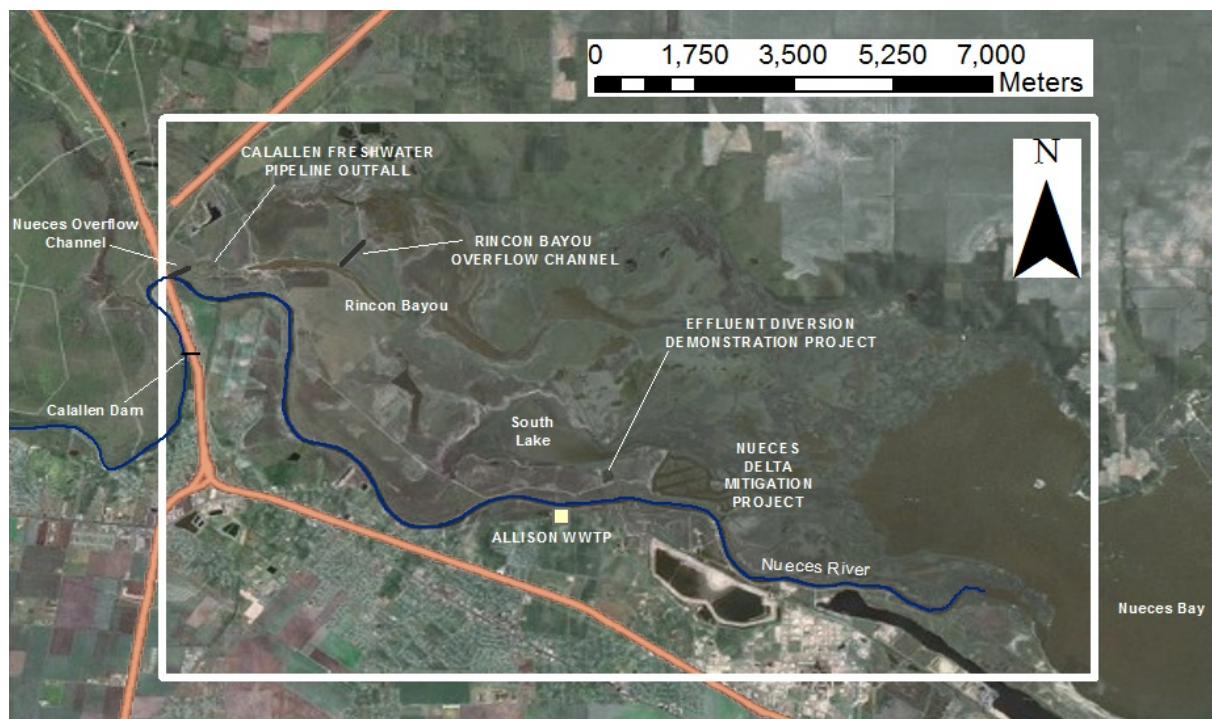 0 1,750 3,500 5,250 7,000
Meters
N
CALALLEN FRESHWATER
PIPELINE OUTFALL
Nueces Overflow
Channel
RINCON BAYOU
OVERFLOW CHANNEL
Rincon Bayou
EFFLUENT DIVERSION
DEMONSTRATION PROJECT
Calallen Dam
South
Lake
NUECES
DELTA
MITIGATION
PROJECT
ALLISON WWTP
Nueces River
Nueces Bay